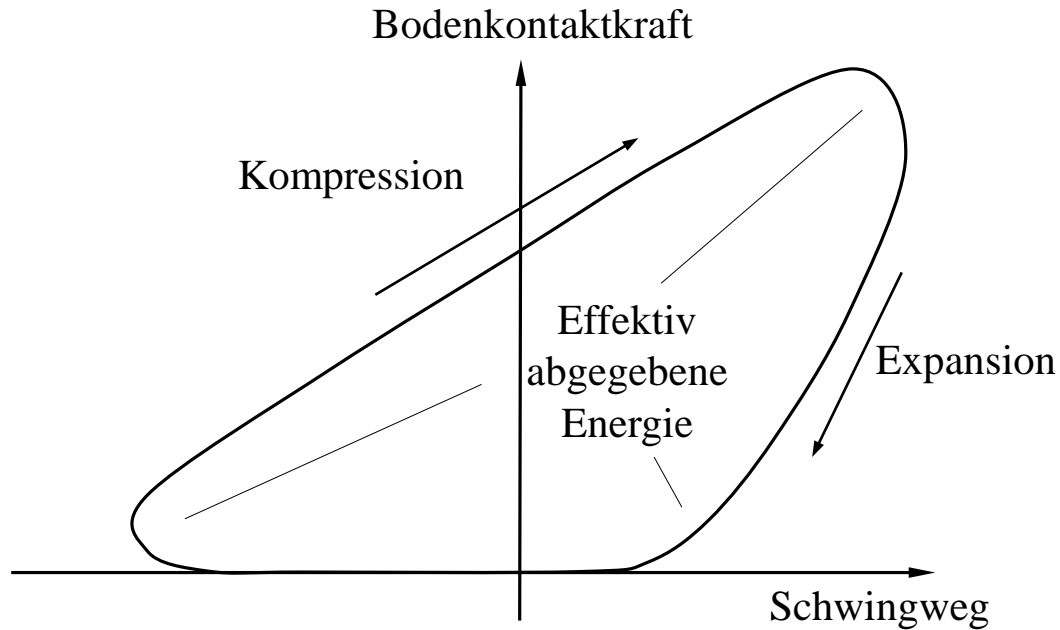 Bodenkontaktkraft
Kompression
Effektiv
abgegebene
Energie
Expansion
Schwingweg